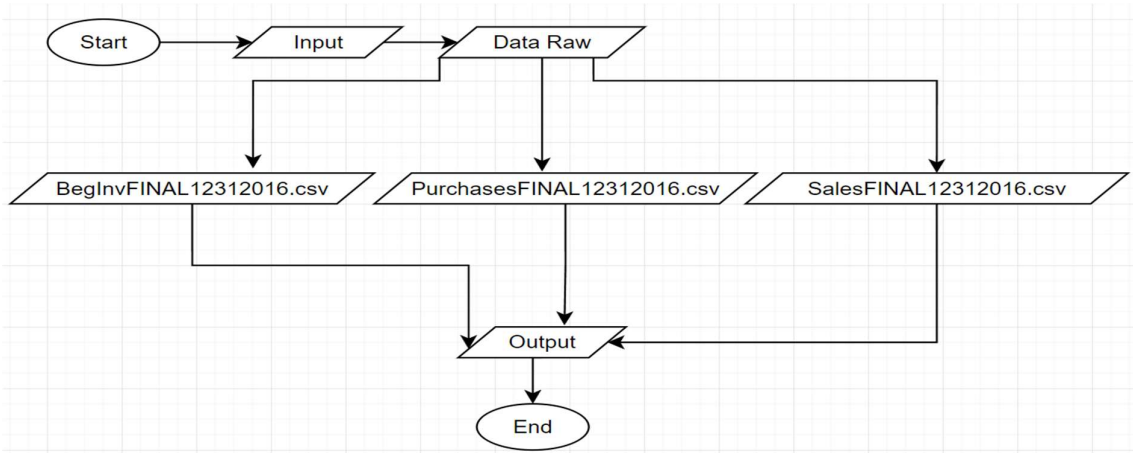 Start
Input
Data Raw
BegInvFINAL12312016.csv
PurchasesFINAL12312016.csv
SalesFINAL12312016.csv
Output
End